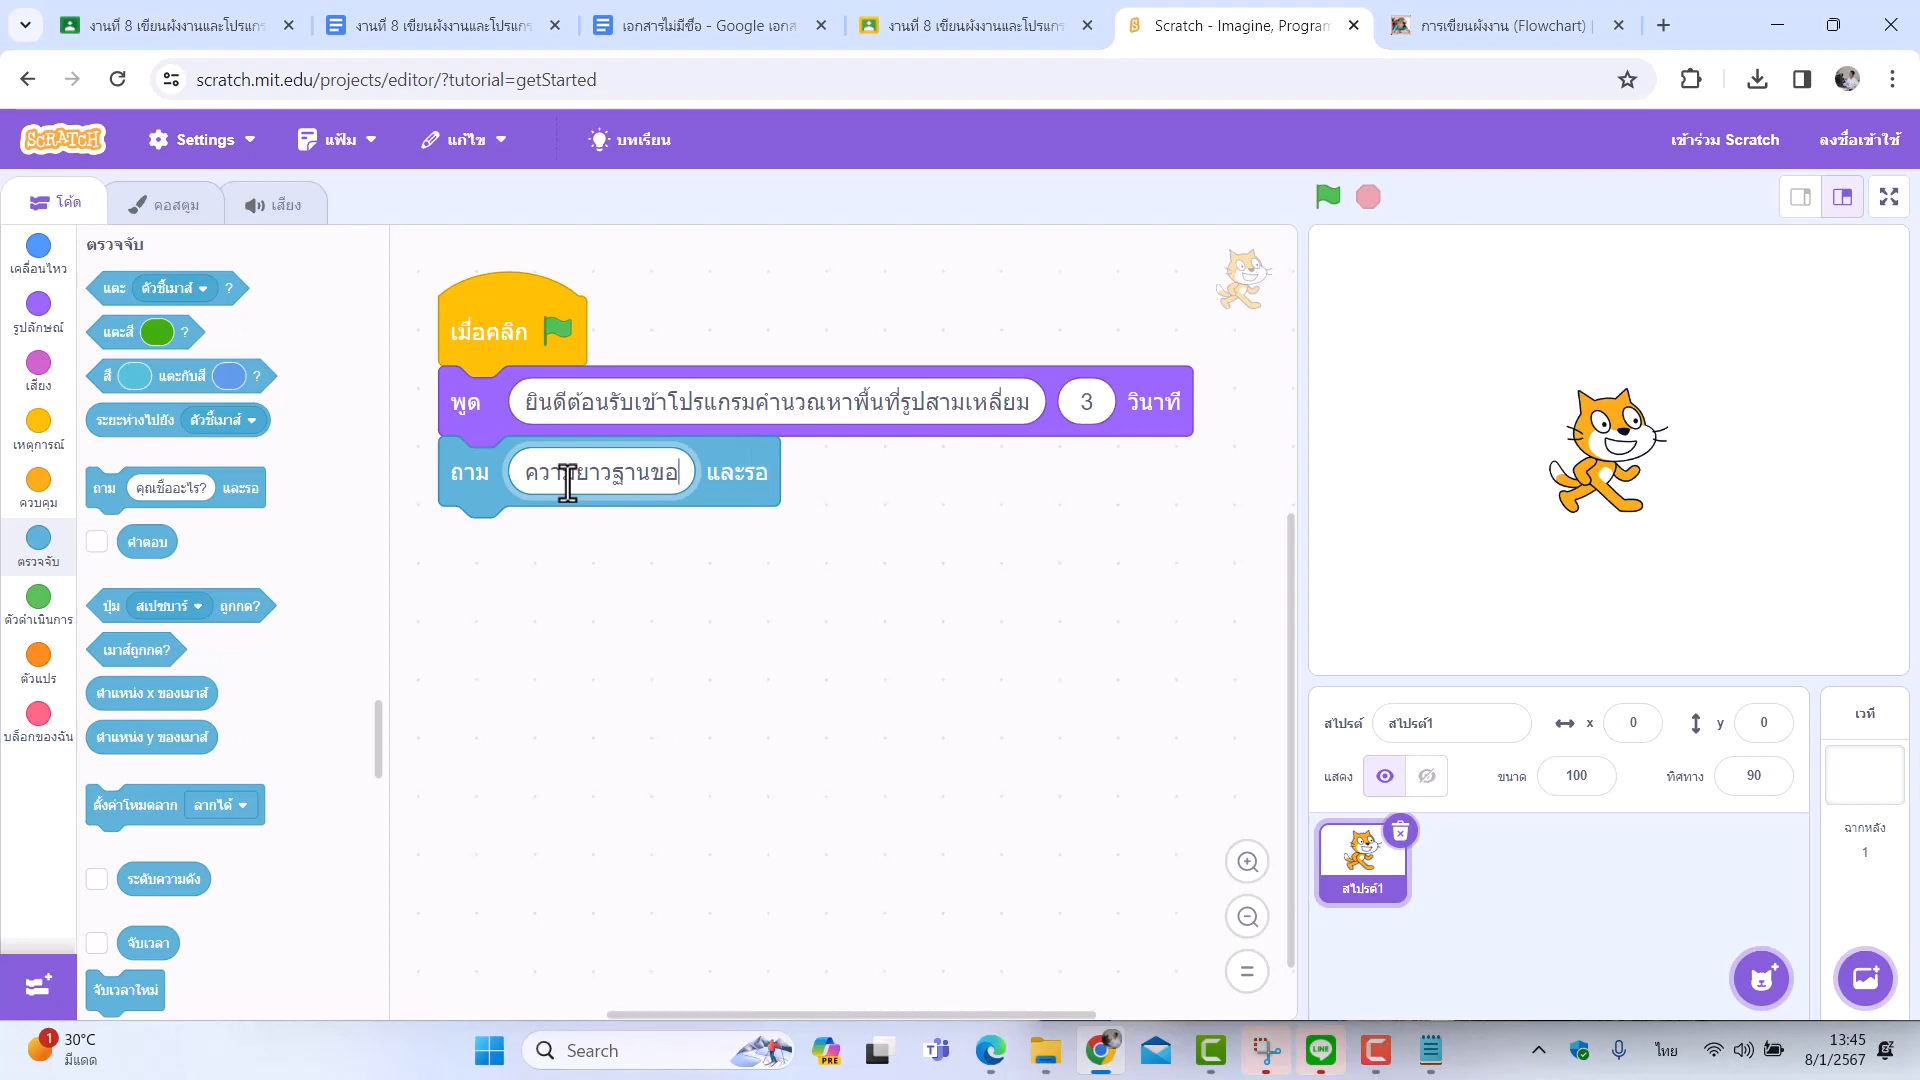 งานที่ 8 เขียนผังงานและโปรแกร
งานที่ 8 เขียนผังงานและโปรแกร
เอกสารไม่มีชื่อ - Google เอกส
งานที่ 8 เขียนผังงานและโปรแกร
Scratch - Imagine, Program
การเขียนผังงาน (Flowchart) |
scratch.mit.edu/projects/editor/?tutorial=getStarted
SCRATCH
Settings
แฟ้ม
แก้ไข
บทเรียน
เข้าร่วม Scratch
ลงชื่อเข้าใช้
โค้ด
คอสตูม
เสียง
เคลื่อนไหว
รูปลักษณ์
เสียง
เหตุการณ์
ควบคุม
ตรวจจับ
ตัวดำเนินการ
ตัวแปร
บล็อกของฉัน
ตรวจจับ
แตะ ตัวชี้เมาส์ ?
แตะสี ?
สี แตะกับสี ?
ระยะห่างไปยัง ตัวชี้เมาส์
ถาม คุณชื่ออะไร? และรอ
คำตอบ
ปุ่ม สเปซบาร์ ถูกกด?
เมาส์ถูกกด?
ตำแหน่ง x ของเมาส์
ตำแหน่ง y ของเมาส์
ตั้งค่าโหมดลาก ลากได้
ระดับความดัง
จับเวลา
จับเวลาใหม่
เมื่อคลิก
พูด ยินดีต้อนรับเข้าโปรแกรมคำนวณหาพื้นที่รูปสามเหลี่ยม 3 วินาที
ถาม ความยาวฐานขอ และรอ
สไปรต์ สไปรต์1 x 0 y 0
แสดง ขนาด 100 ทิศทาง 90
สไปรต์1
เวที
ฉากหลัง
1
1
30°C
มีแดด
Search
PRE
LINE
ไทย
13:45
8/1/2567